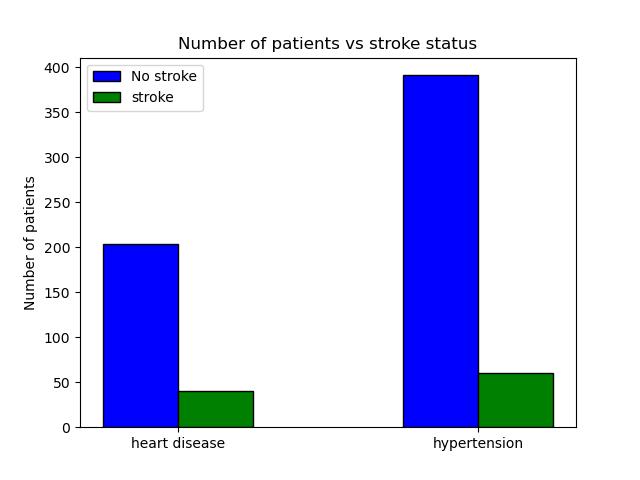 Number of patients vs stroke status
No stroke
stroke
Number of patients
400
350
300
250
200
150
100
50
0
heart disease
hypertension